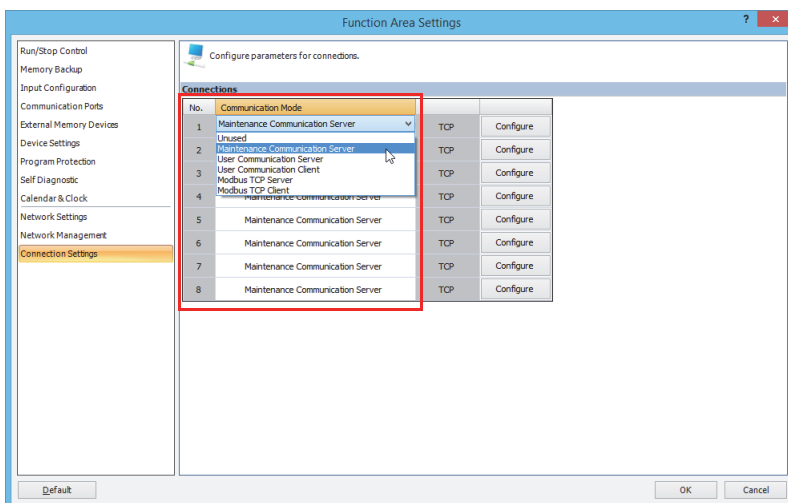 Function Area Settings
? ×
Run/Stop Control
Memory Backup
Input Configuration
Communication Ports
External Memory Devices
Device Settings
Program Protection
Self Diagnostic
Calendar & Clock
Network Settings
Network Management
Connection Settings
Configure parameters for connections.
Connections
No. Communication Mode
1 Maintenance Communication Server TCP Configure
Unused
Maintenance Communication Server
User Communication Server
User Communication Client
Modbus TCP Server
Modbus TCP Client
2 TCP Configure
3 TCP Configure
4 Maintenance Communication Server TCP Configure
5 Maintenance Communication Server TCP Configure
6 Maintenance Communication Server TCP Configure
7 Maintenance Communication Server TCP Configure
8 Maintenance Communication Server TCP Configure
Default OK Cancel